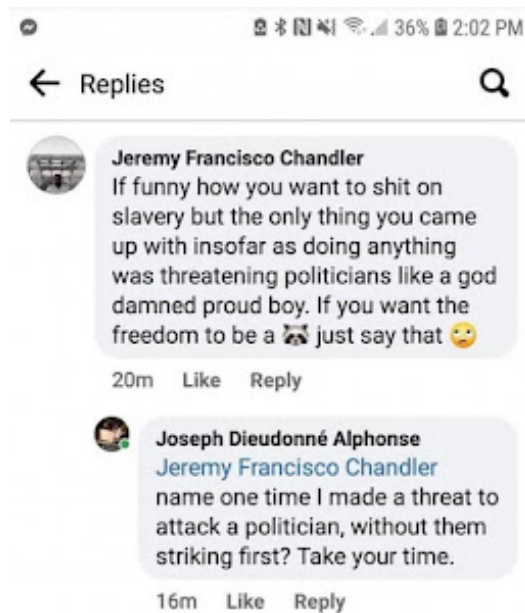 36% 2:02 PM
Replies
Jeremy Francisco Chandler
If funny how you want to shit on
slavery but the only thing you came
up with insofar as doing anything
was threatening politicians like a god
damned proud boy. If you want the
freedom to be a 🦝 just say that 🙄
20m Like Reply
Joseph Dieudonné Alphonse
Jeremy Francisco Chandler
name one time I made a threat to
attack a politician, without them
striking first? Take your time.
16m Like Reply